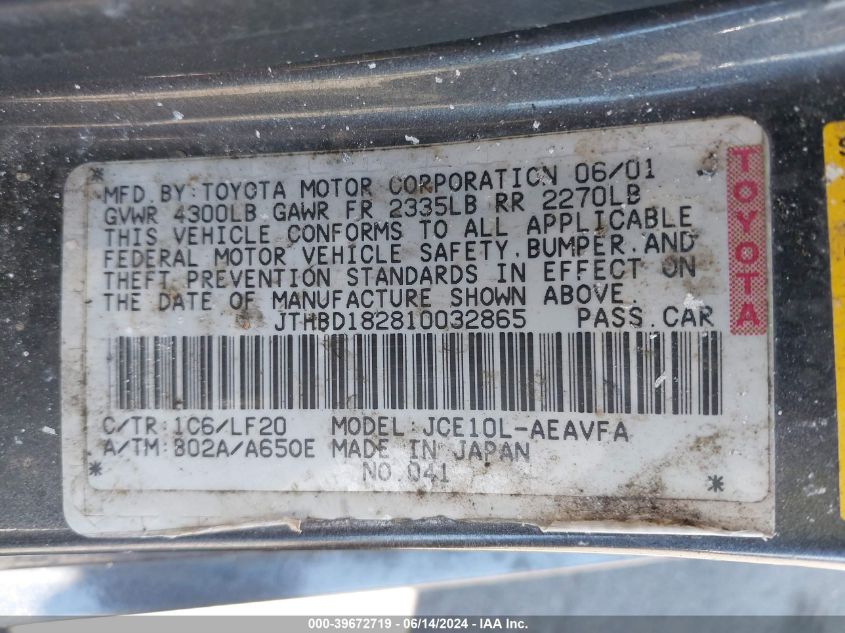 MFD. BY: TOYOTA MOTOR CORPORATION 06/01
GVWR 4300LB GAWR FR 2335LB RR 2270LB
THIS VEHICLE CONFORMS TO ALL APPLICABLE
FEDERAL MOTOR VEHICLE SAFETY, BUMPER, AND
THEFT PREVENTION STANDARDS IN EFFECT ON
THE DATE OF MANUFACTURE SHOWN ABOVE.
JTHBD182810032865 PASS. CAR
C/TR: 1C6/LF20 MODEL: JCE10L-AEAVFA
A/TM: B02A/A650E MADE IN JAPAN
NO. 041
TOYOTA
000-39672719 - 06/14/2024 - IAAI.com